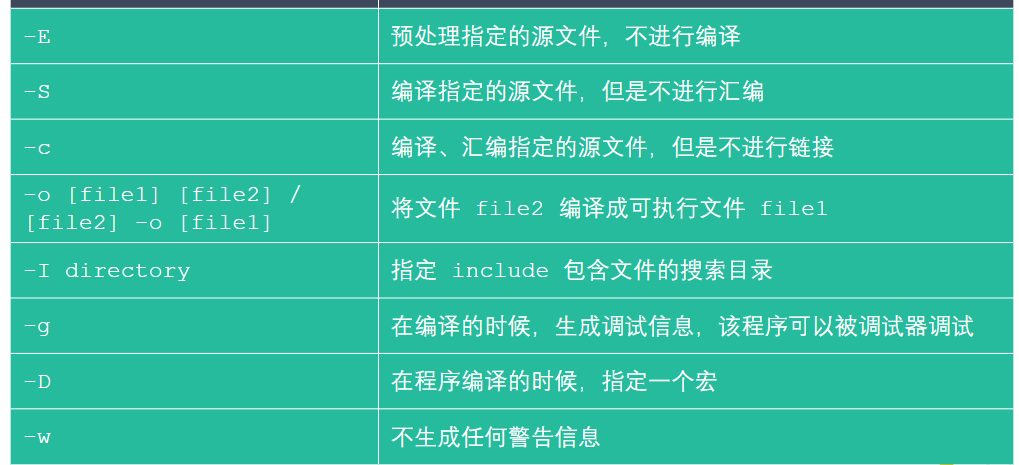 -E
预处理指定的源文件，不进行编译
-S
编译指定的源文件，但是不进行汇编
-c
编译、汇编指定的源文件，但是不进行链接
-o [file1] [file2] /
[file2] -o [file1]
将文件 file2 编译成可执行文件 file1
-I directory
指定 include 包含文件的搜索目录
-g
在编译的时候，生成调试信息，该程序可以被调试器调试
-D
在程序编译的时候，指定一个宏
-w
不生成任何警告信息